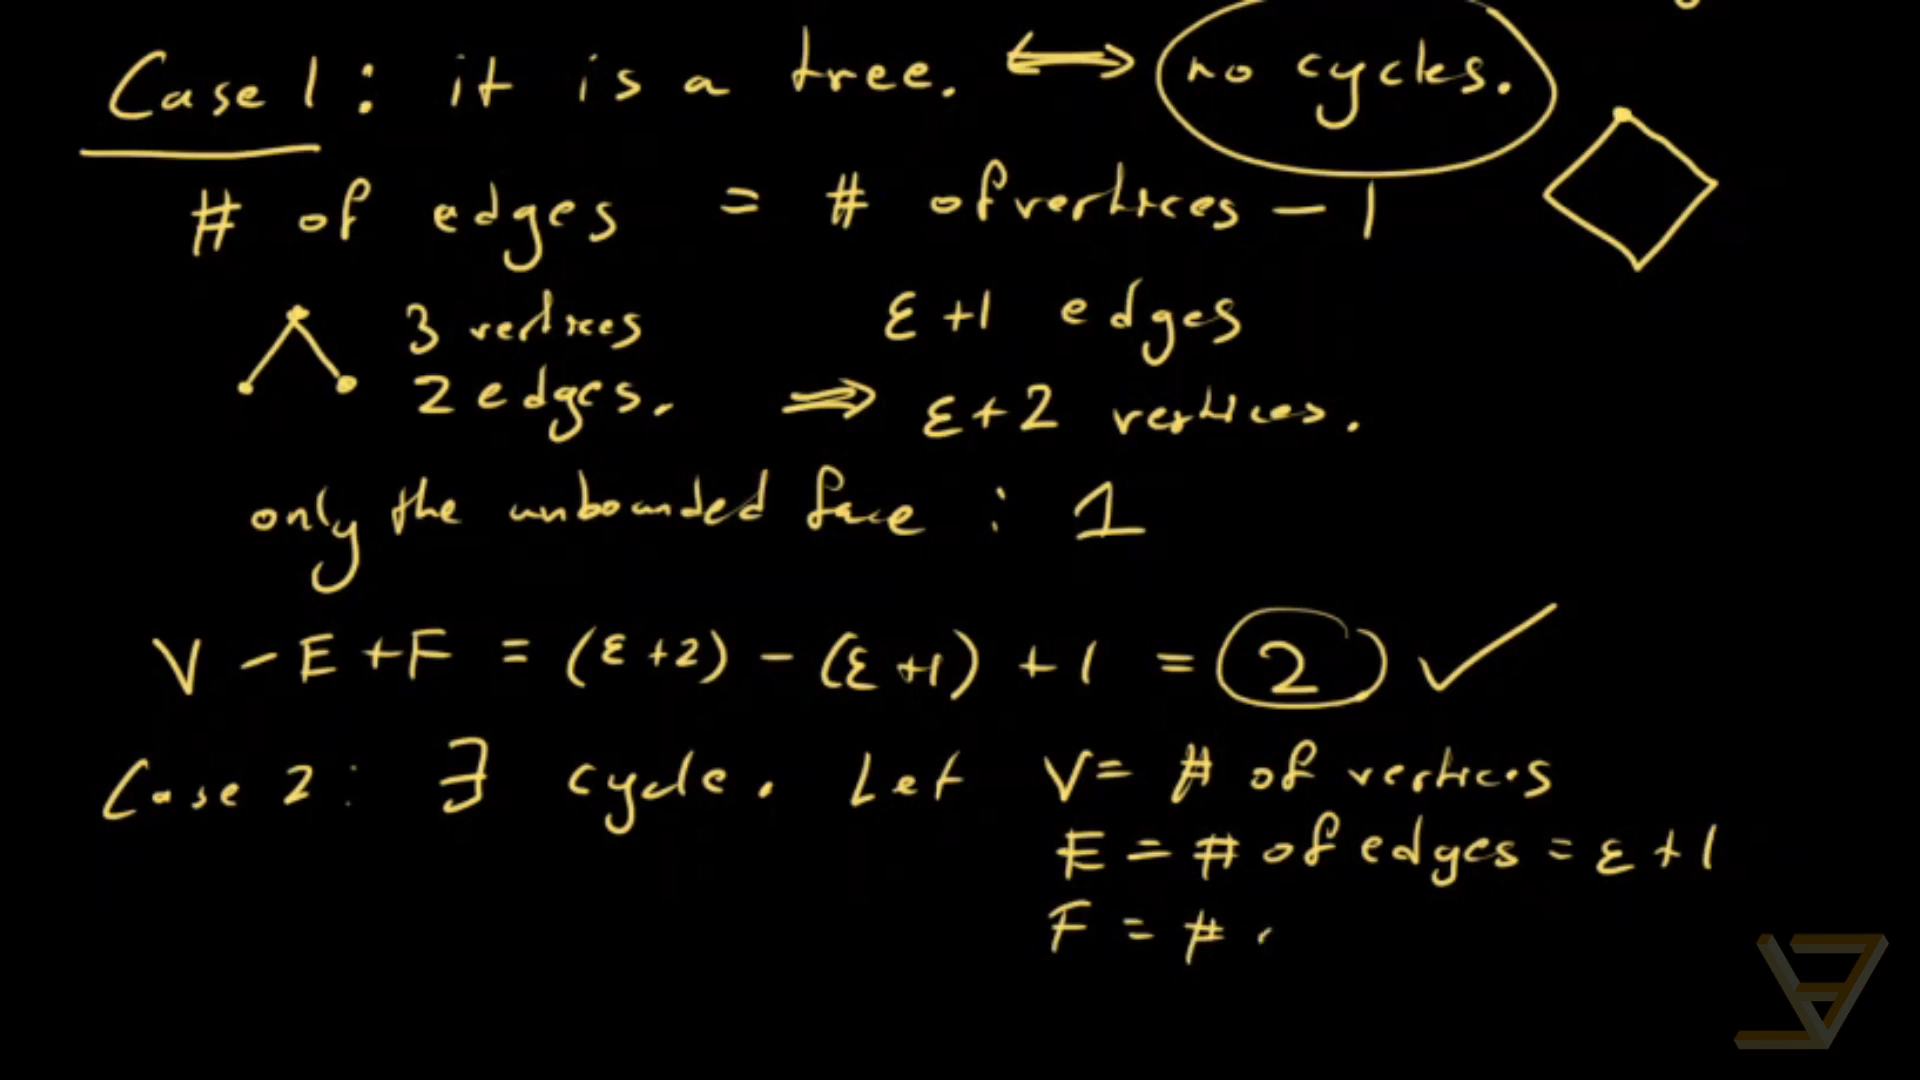 Case 1: it is a tree. ⟺ no cycles.
# of edges = # of vertices - 1
3 vertices
2 edges.
ε+1 edges
⟹ ε+2 vertices.
only the unbounded face : 1
V - E + F = (ε+2) - (ε+1) + 1 = 2 ✓
Case 2: ∃ cycle. Let V = # of vertices
E = # of edges = ε+1
F = #